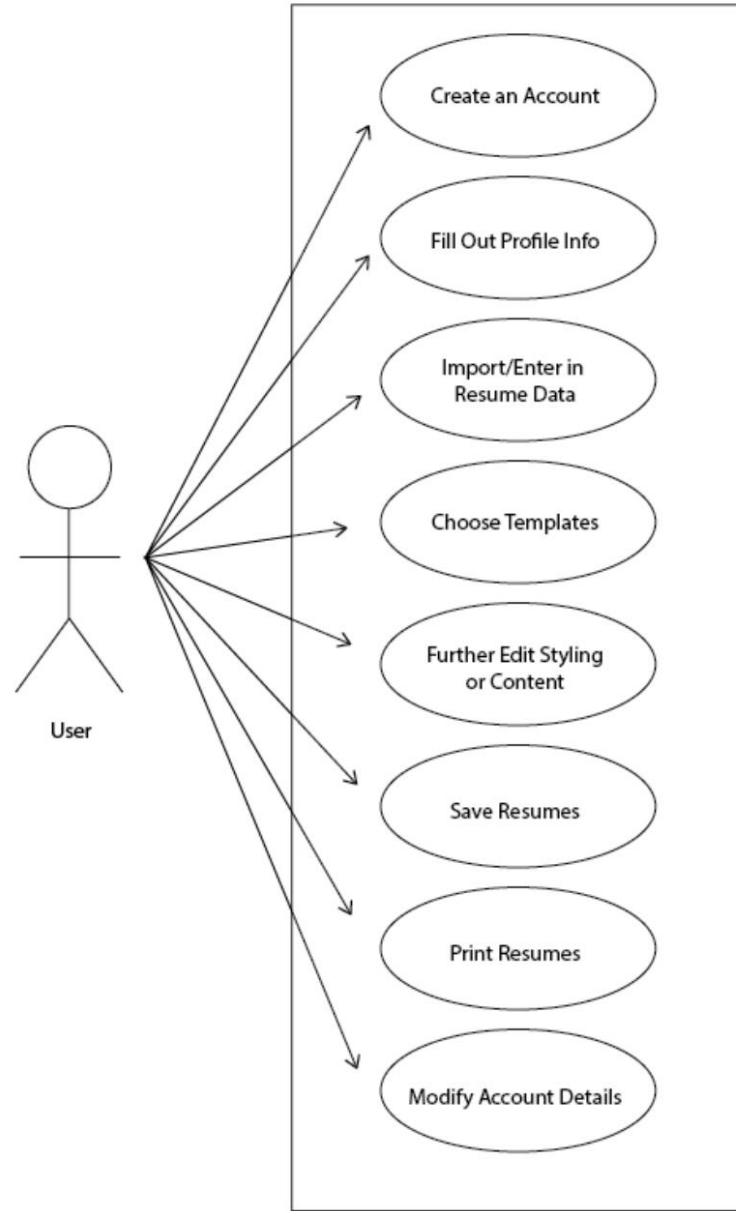 Create an Account
Fill Out Profile Info
Import/Enter in
Resume Data
Choose Templates
Further Edit Styling
or Content
User
Save Resumes
Print Resumes
Modify Account Details